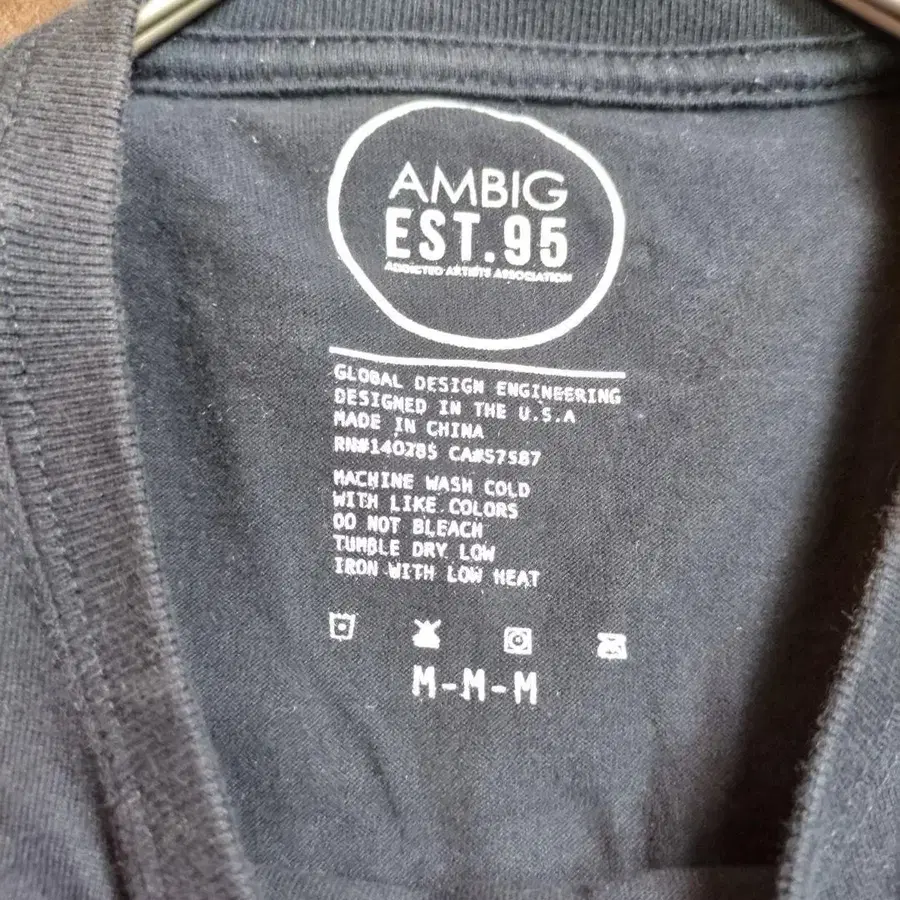 AMBIG
EST.95
ADDICTED ARTISTS ASSOCIATION
GLOBAL DESIGN ENGINEERING
DESIGNED IN THE U.S.A
MADE IN CHINA
RN#140285 CA#57587
MACHINE WASH COLD
WITH LIKE COLORS
DO NOT BLEACH
TUMBLE DRY LOW
IRON WITH LOW HEAT
M-M-M